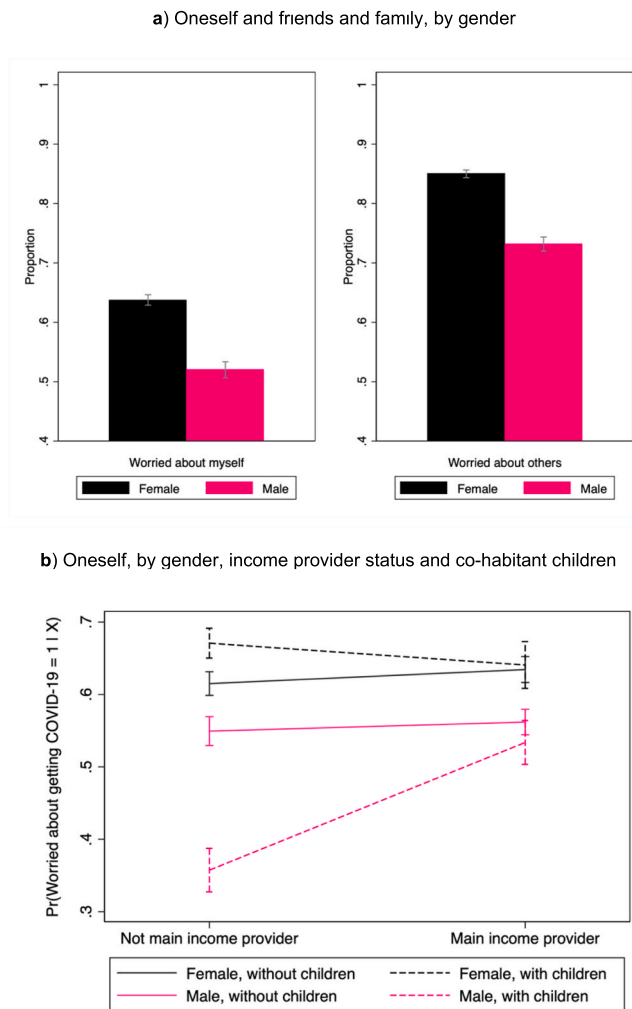 a) Oneself and friends and family, by gender
1
.9
.8
.7
.6
.5
.4
Proportion
Worried about myself
Female Male
1
.9
.8
.7
.6
.5
.4
Proportion
Worried about others
Female Male
b) Oneself, by gender, income provider status and co-habitant children
Pr(Worried about getting COVID-19 = 1 | X)
.7
.6
.5
.4
.3
Not main income provider Main income provider
Female, without children Female, with children
Male, without children Male, with children